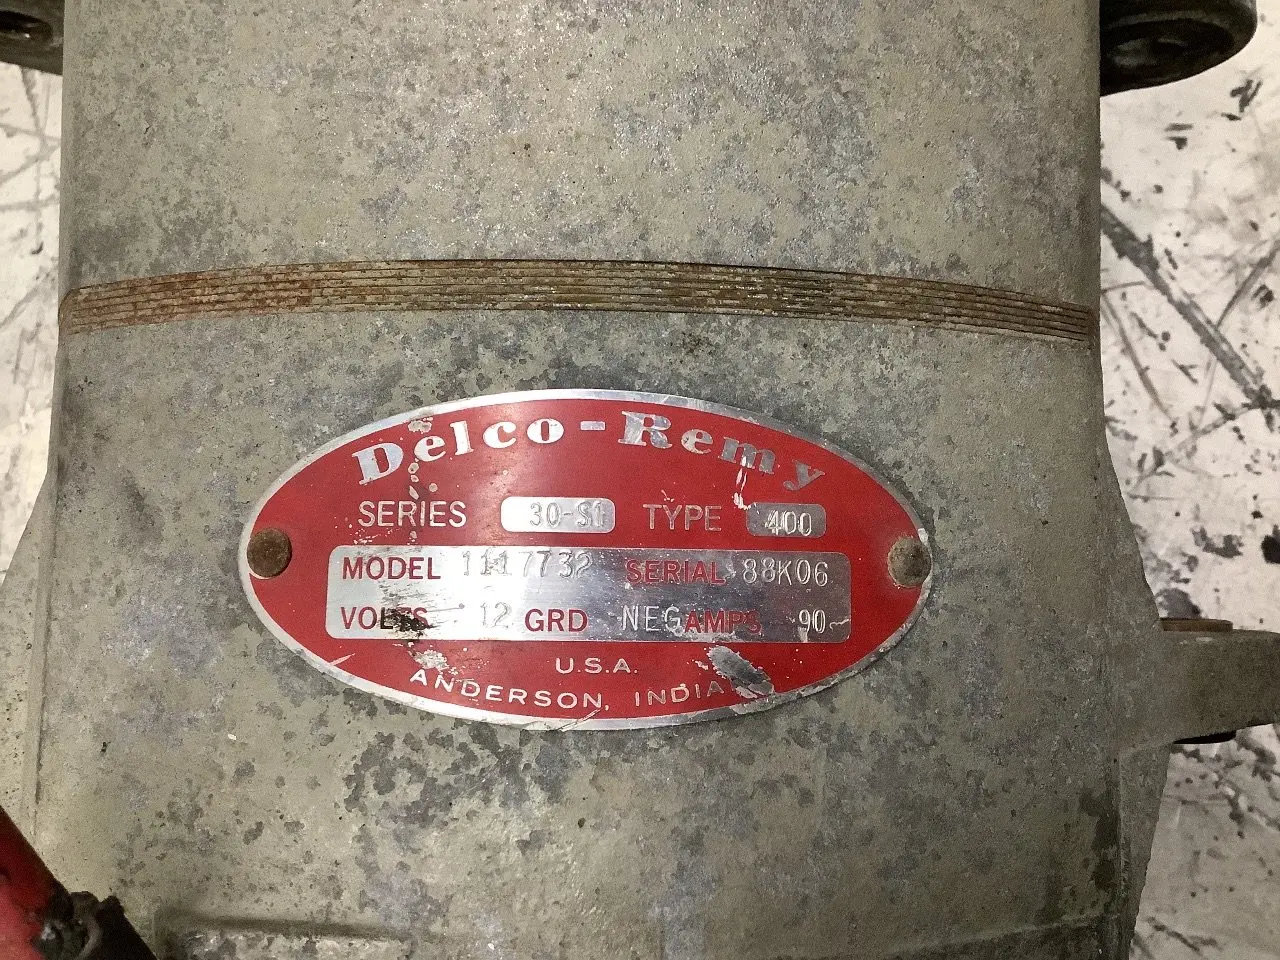 Delco-Remy
SERIES 30-SI TYPE 400
MODEL 1117732 SERIAL 88K06
VOLTS 12 GRD NEG AMPS 90
U.S.A.
ANDERSON, INDIA